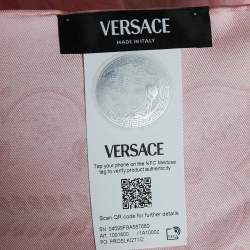 VERSACE
MADE IN ITALY
VERSACE
Tap your phone on the NFC Medusa
tag to verify product authenticity
Scan QR code for further details.